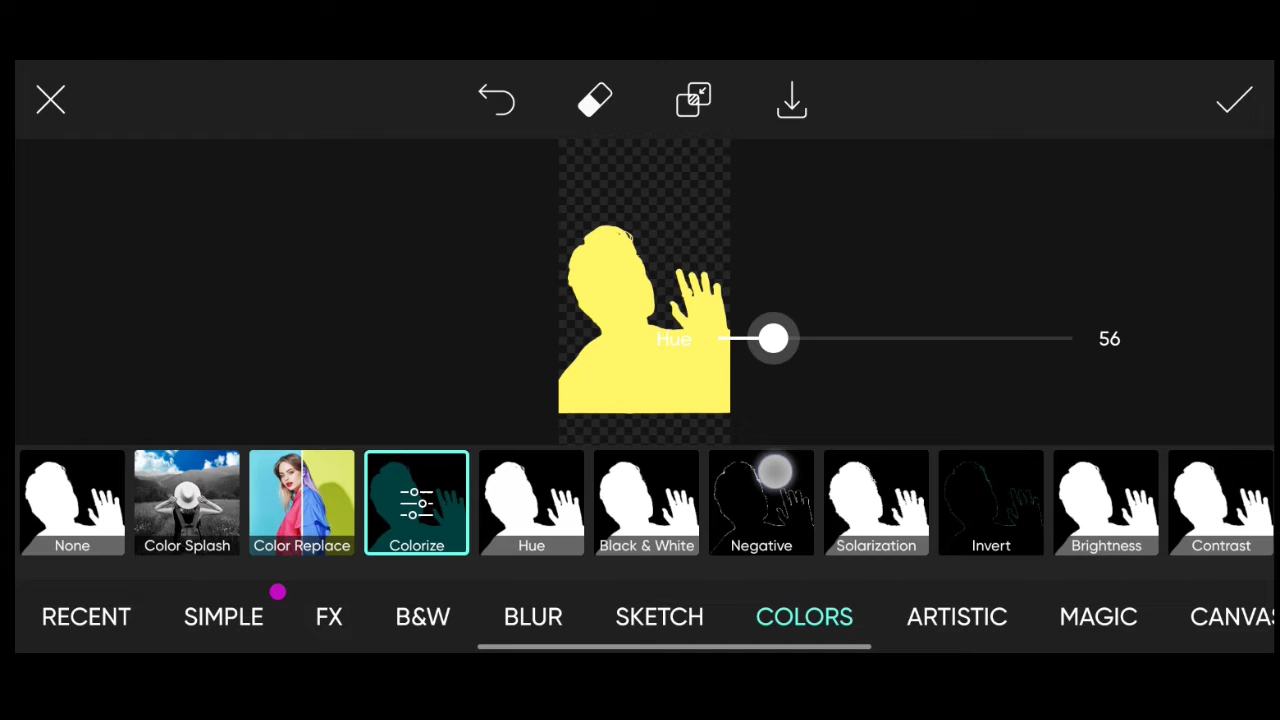 Hue 56
None Color Splash Color Replace Colorize Hue Black & White Negative Solarization Invert Brightness Contrast
RECENT SIMPLE FX B&W BLUR SKETCH COLORS ARTISTIC MAGIC CANVAS